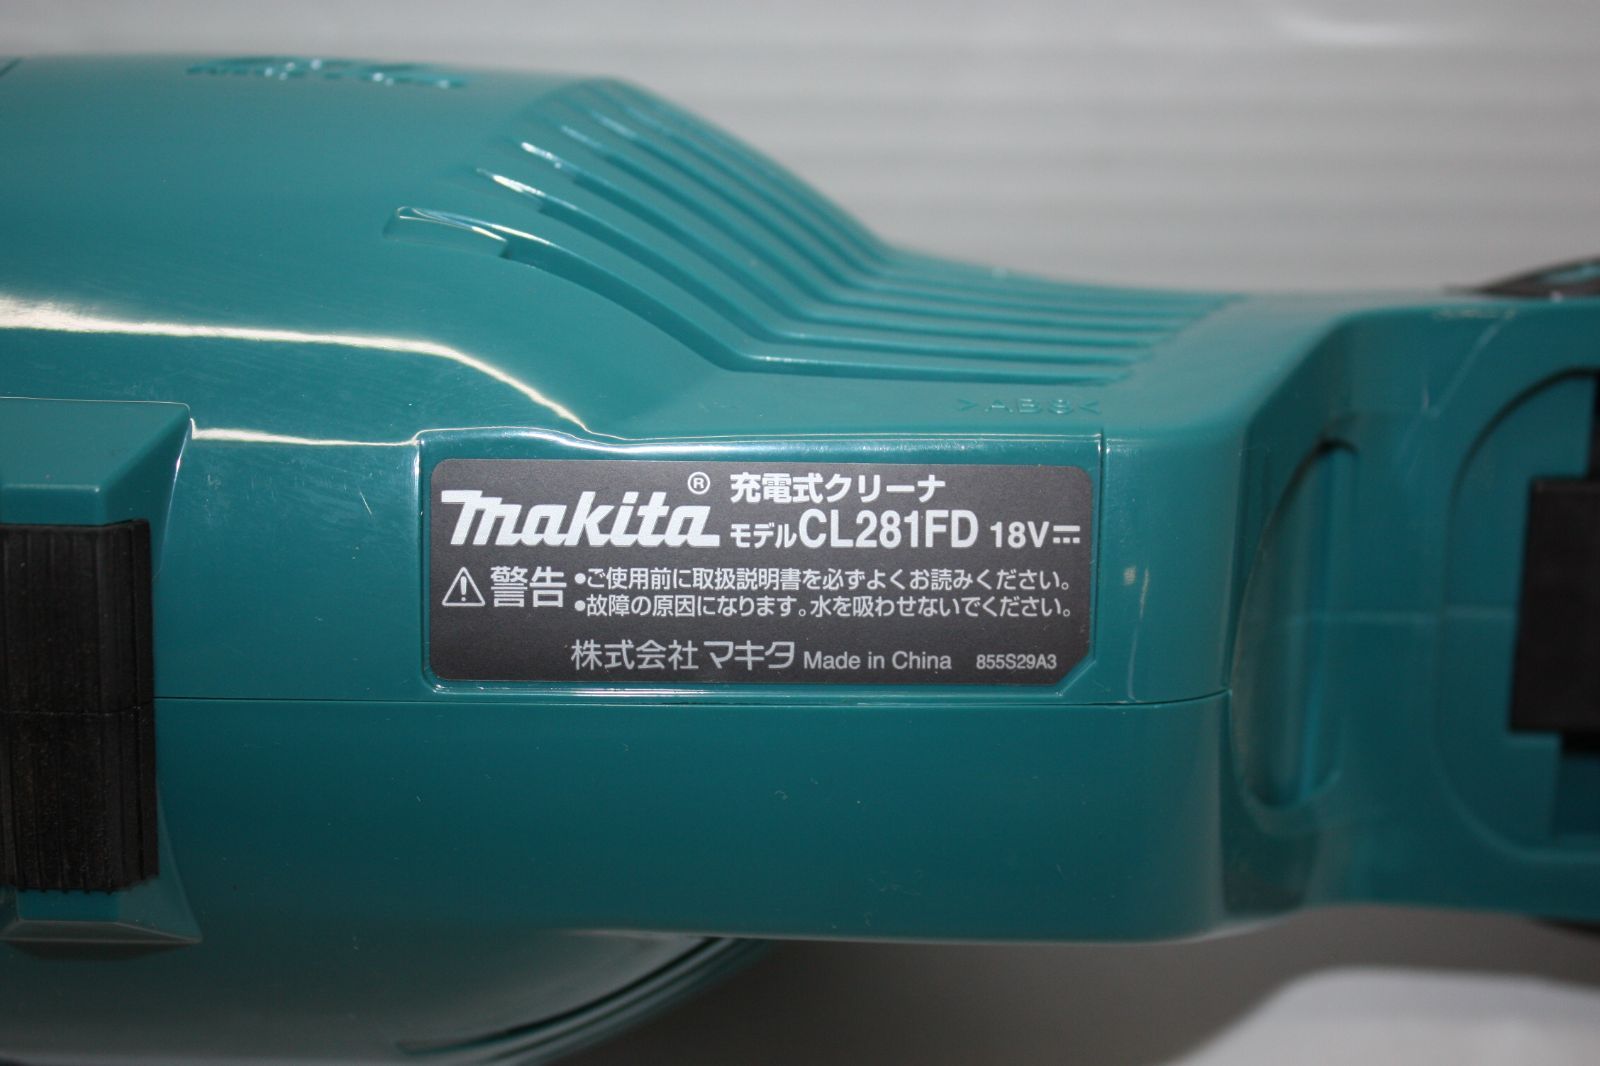 >ABS<
makita® 充電式クリーナ
モデルCL281FD 18V⎓
⚠警告 •ご使用前に取扱説明書を必ずよくお読みください。
•故障の原因になります。水を吸わせないでください。
株式会社マキタ Made in China 855S29A3